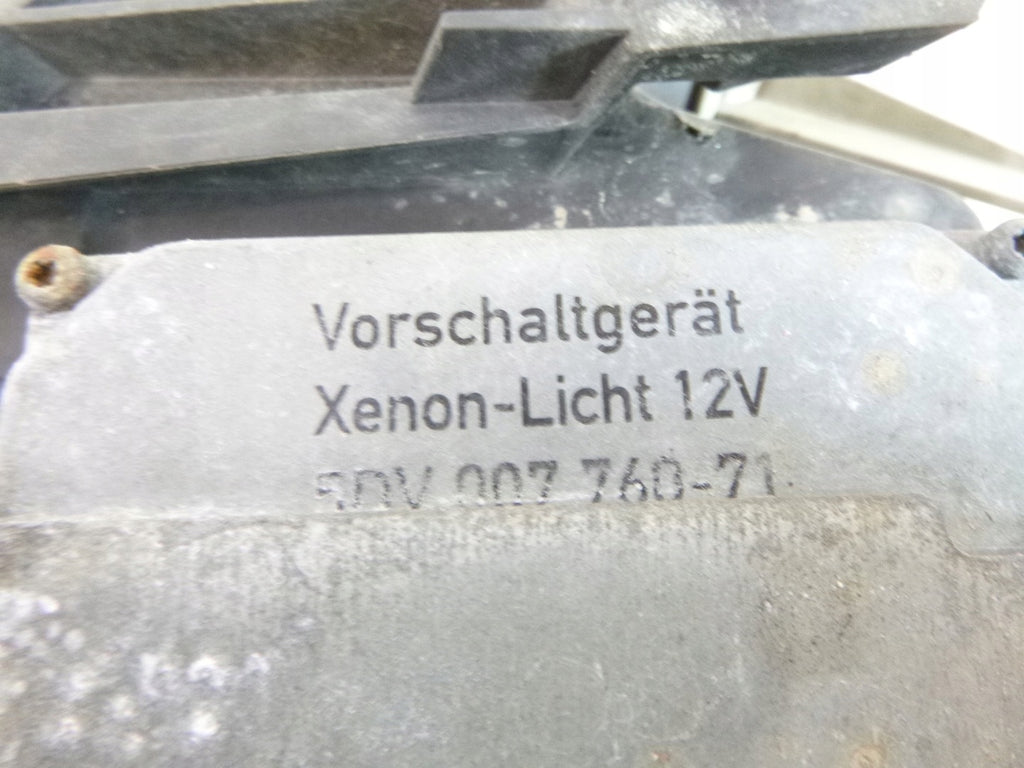 Vorschaltgerät
Xenon-Licht 12V
5DV 007 760-71